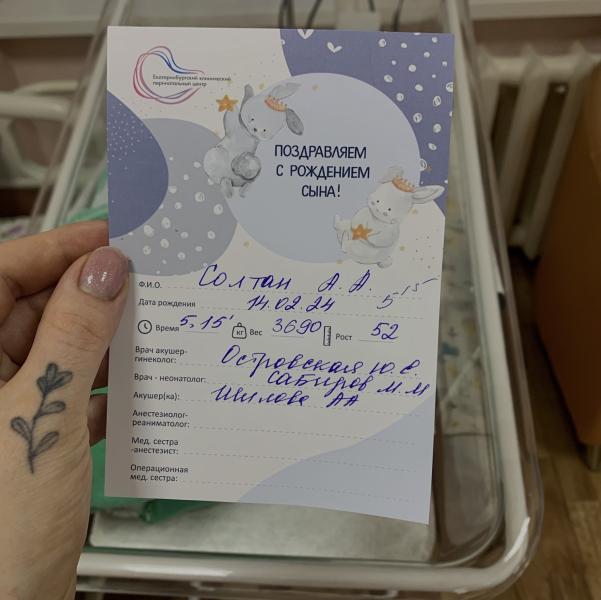 Екатеринбургский клинический
перинатальный центр
ПОЗДРАВЛЯЕМ
С РОЖДЕНИЕМ
СЫНА!
Ф.И.О. Солтан А. А.
Дата рождения 14.02.24 5 15
Время 5, 15' кг Вес 3690 Рост 52
Врач акушер-
гинеколог: Островская Ю. С.
Врач - неонатолог: Сабиров М. М
Акушер(ка): Шилова АА
Анестезиолог-
реаниматолог:
Мед. сестра
-анестезист:
Операционная
мед. сестра: